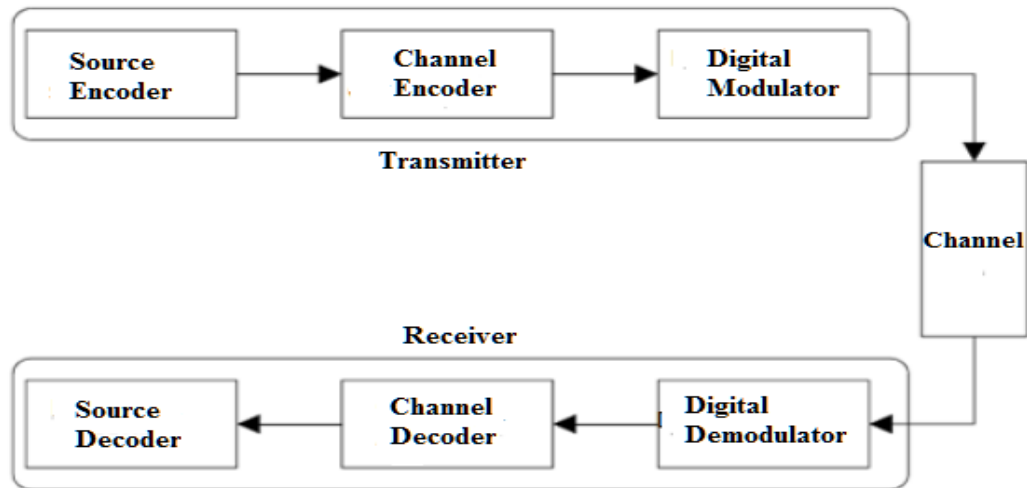 Source
Encoder
Channel
Encoder
Digital
Modulator
Transmitter
Channel
Receiver
Source
Decoder
Channel
Decoder
Digital
Demodulator